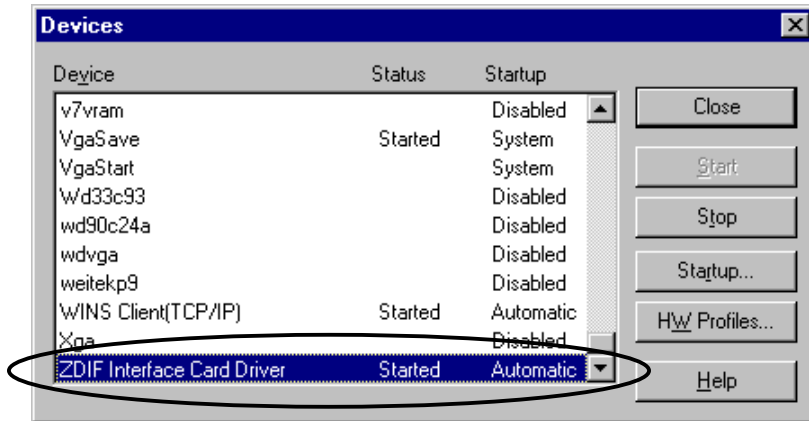 Devices
Device Status Startup
v7vram Disabled
VgaSave Started System
VgaStart System
Wd33c93 Disabled
wd90c24a Disabled
wdvga Disabled
weitekp9 Disabled
WINS Client(TCP/IP) Started Automatic
Xga Disabled
ZDIF Interface Card Driver Started Automatic
Close
Start
Stop
Startup...
HW Profiles...
Help